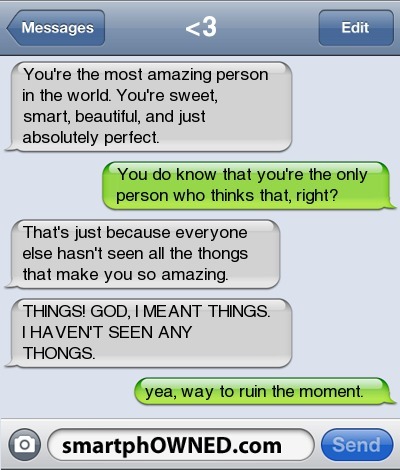 Messages
<3
Edit
You're the most amazing person
in the world. You're sweet,
smart, beautiful, and just
absolutely perfect.
You do know that you're the only
person who thinks that, right?
That's just because everyone
else hasn't seen all the thongs
that make you so amazing.
THINGS! GOD, I MEANT THINGS.
I HAVEN'T SEEN ANY
THONGS.
yea, way to ruin the moment.
smartphOWNED.com
Send